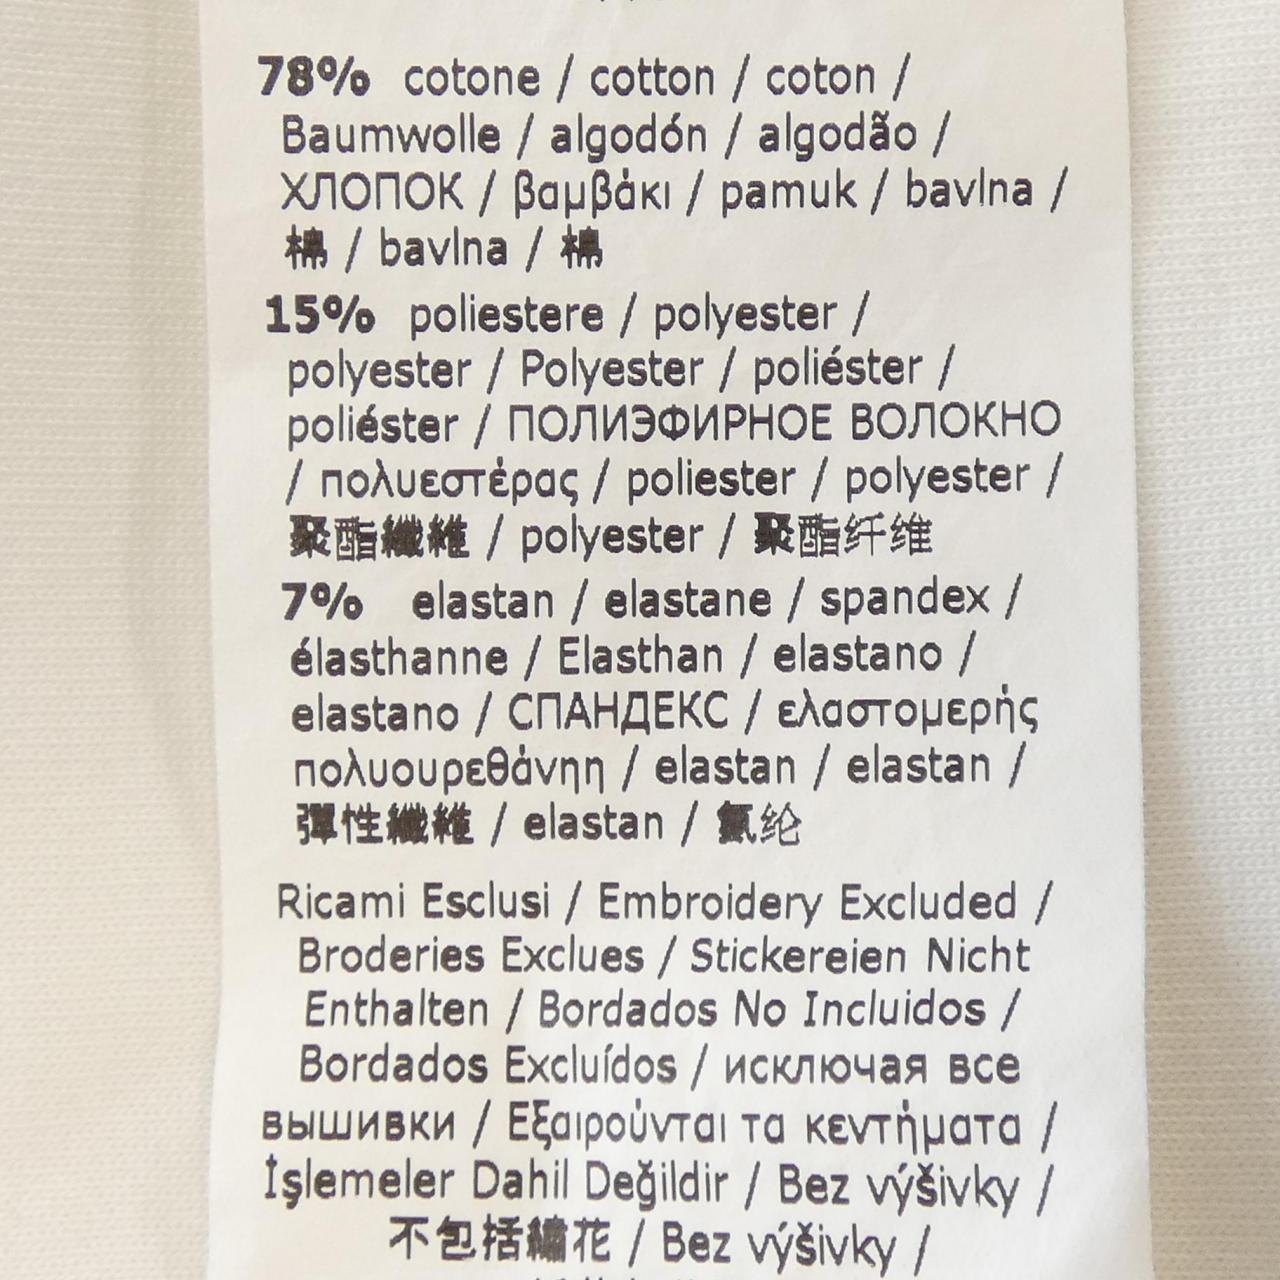 78% cotone / cotton / coton /
Baumwolle / algodón / algodão /
ХЛОПОК / βαμβάκι / pamuk / bavlna /
棉 / bavlna / 棉
15% poliestere / polyester /
polyester / Polyester / poliéster /
poliéster / ПОЛИЭФИРНОЕ ВОЛОКНО
/ πολυεστέρας / poliester / polyester /
聚酯纖維 / polyester / 聚酯纤维
7% elastan / elastane / spandex /
élasthanne / Elasthan / elastano /
elastano / СПАНДЕКС / ελαστομερής
πολυουρεθάνηη / elastan / elastan /
彈性纖維 / elastan / 氨纶
Ricami Esclusi / Embroidery Excluded /
Broderies Exclues / Stickereien Nicht
Enthalten / Bordados No Incluidos /
Bordados Excluídos / исключая все
вышивки / Εξαιρούνται τα κεντήματα /
İşlemeler Dahil Değildir / Bez výšivky /
不包括繡花 / Bez výšivky /